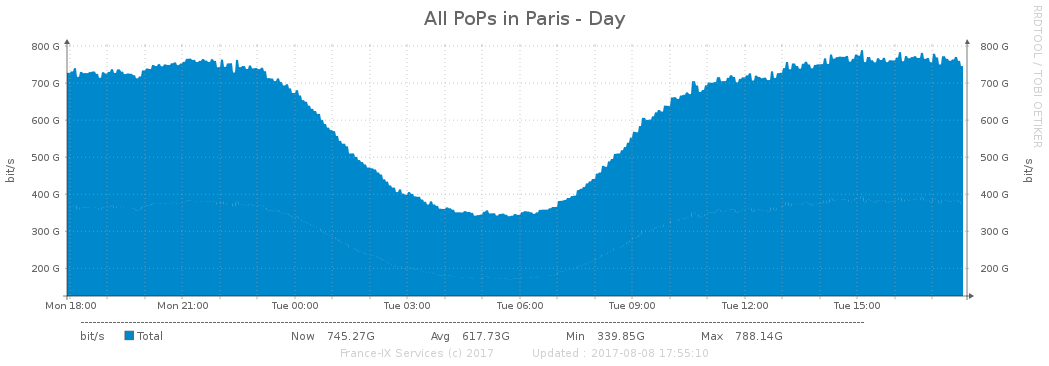 All PoPs in Paris - Day
RRDTOOL / TOBI OETIKER
bit/s
800 G 800 G
700 G 700 G
600 G 600 G
500 G 500 G
400 G 400 G
300 G 300 G
200 G 200 G
bit/s
Mon 18:00 Mon 21:00 Tue 00:00 Tue 03:00 Tue 06:00 Tue 09:00 Tue 12:00 Tue 15:00
bit/s Total Now 745.27G Avg 617.73G Min 339.85G Max 788.14G
France-IX Services (c) 2017 Updated : 2017-08-08 17:55:10